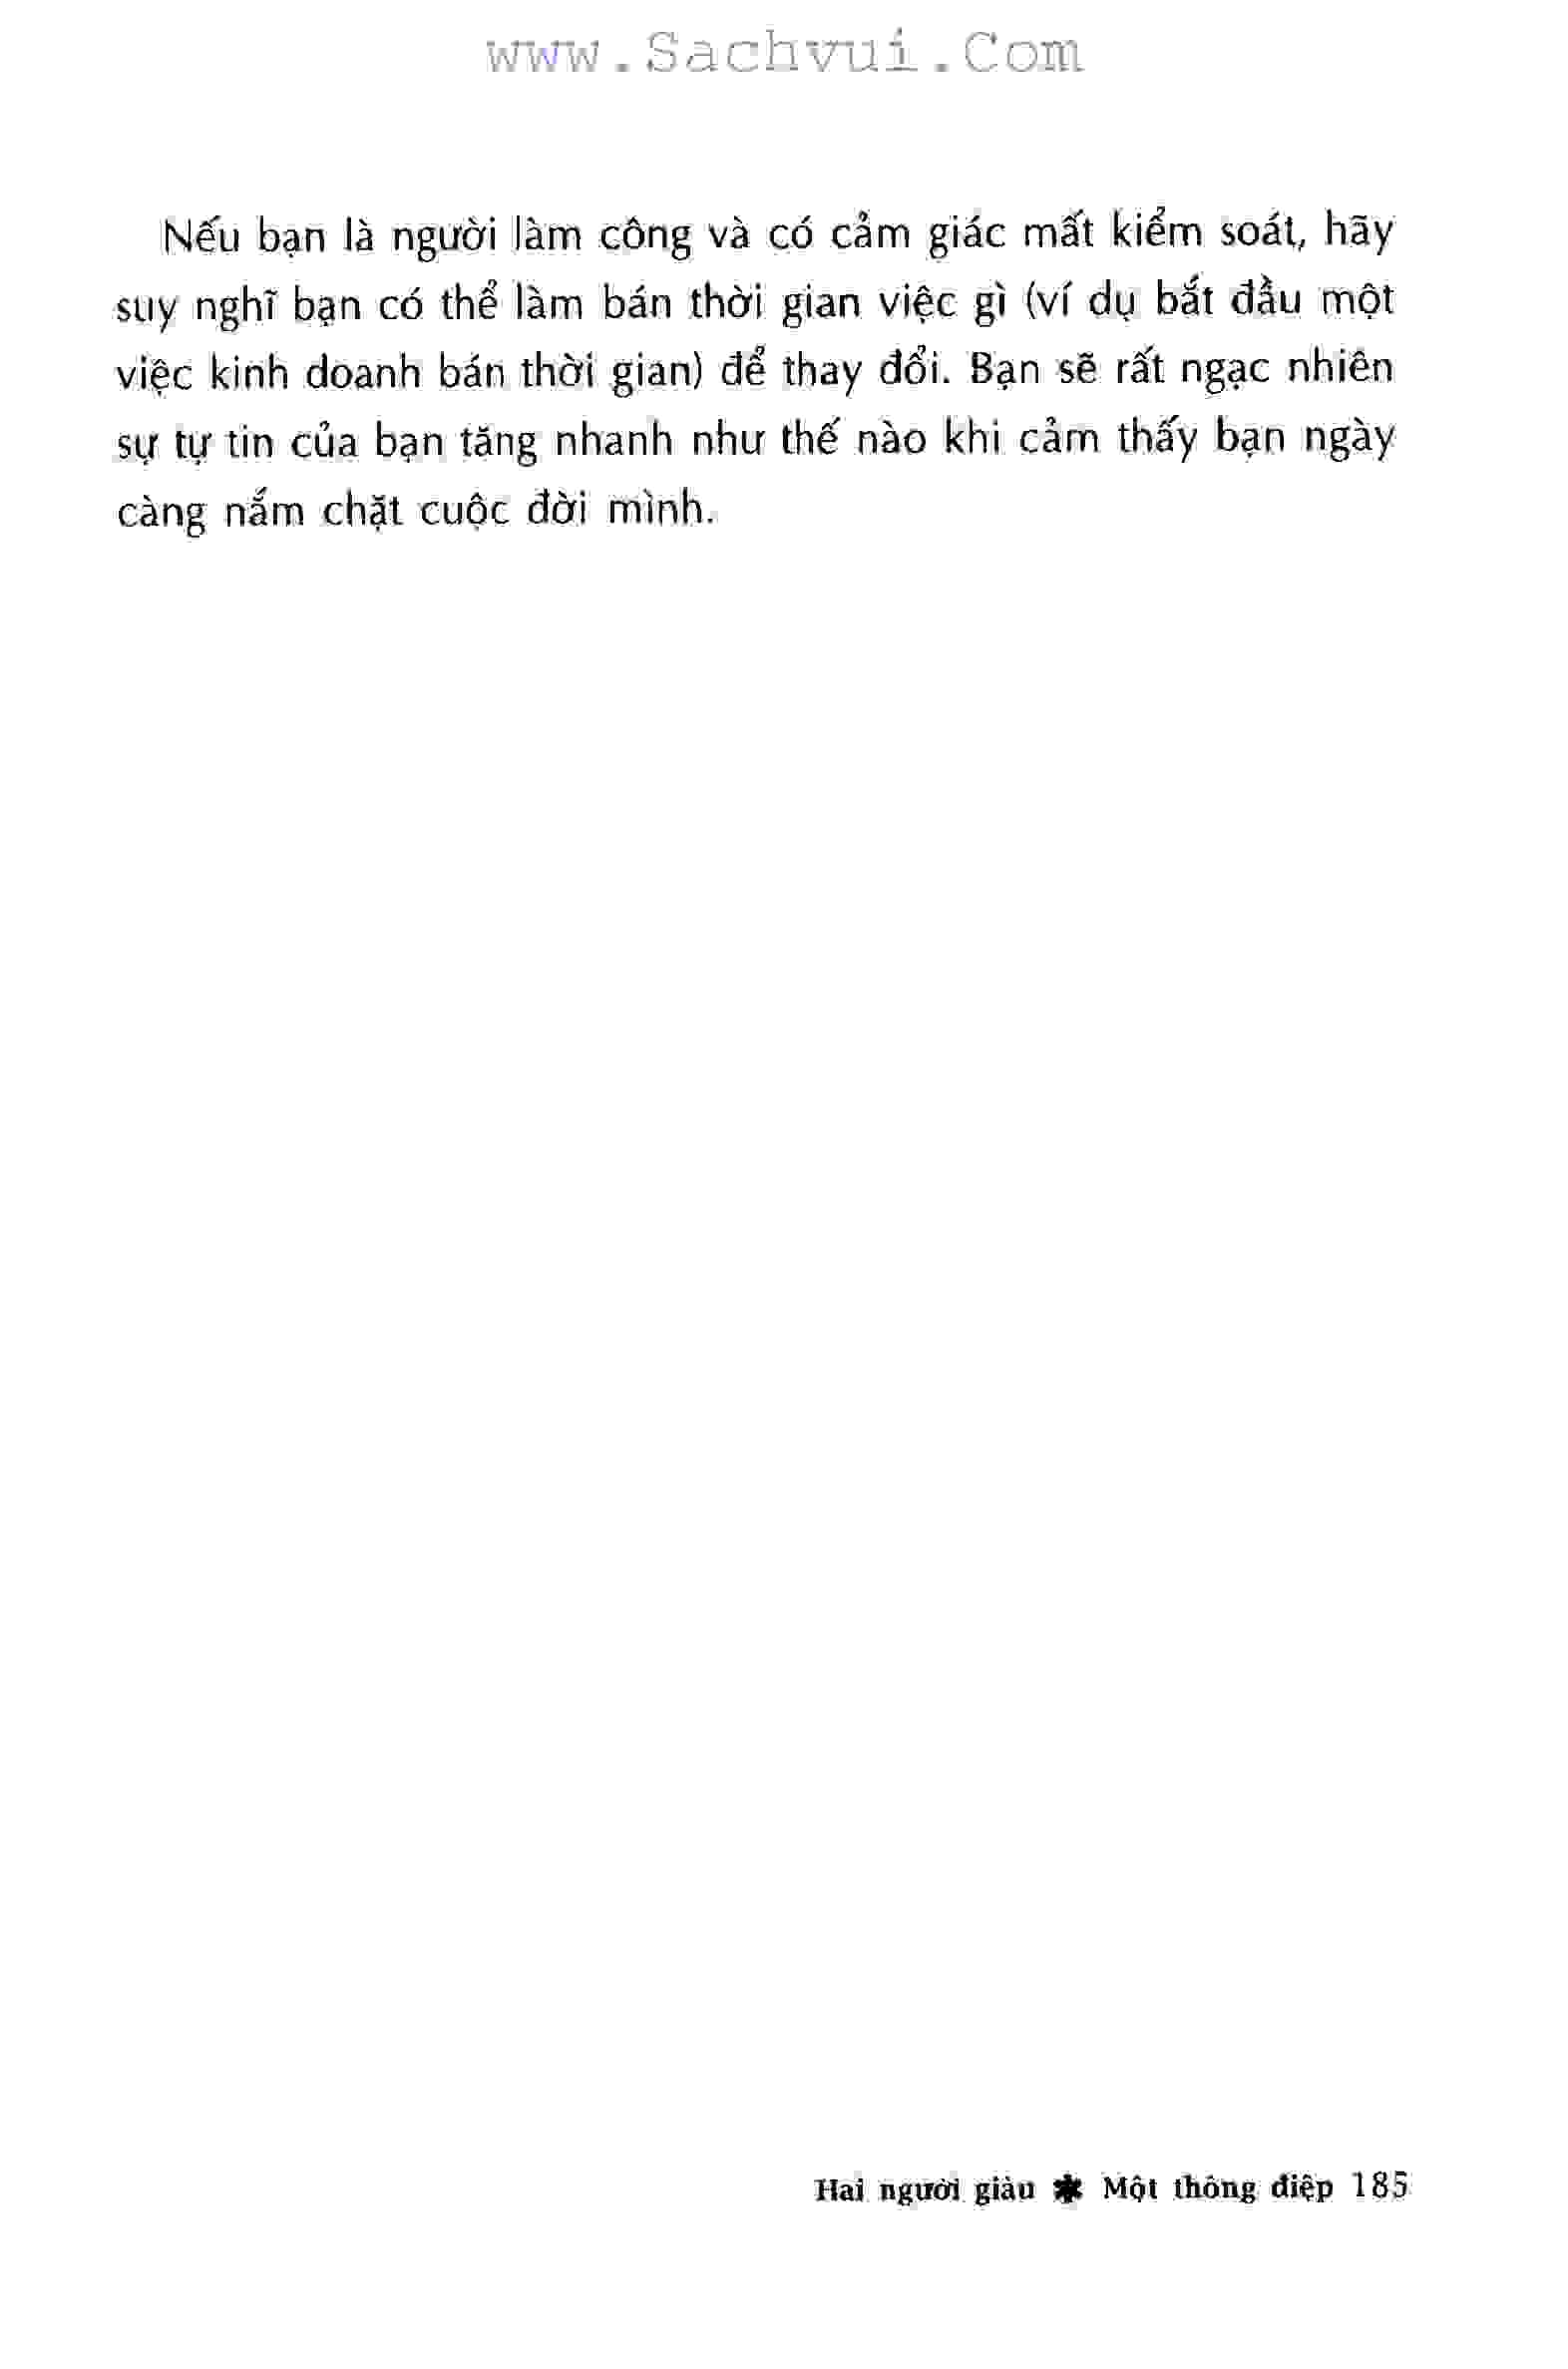 www.Sachvui.Com
Nếu bạn là người làm công và có cảm giác mất kiểm soát, hãy
suy nghĩ bạn có thể làm bán thời gian việc gì (ví dụ bắt đầu một
việc kinh doanh bán thời gian) để thay đổi. Bạn sẽ rất ngạc nhiên
sự tự tin của bạn tăng nhanh như thế nào khi cảm thấy bạn ngày
càng nắm chặt cuộc đời mình.
Hai người giàu ✱ Một thông điệp 185